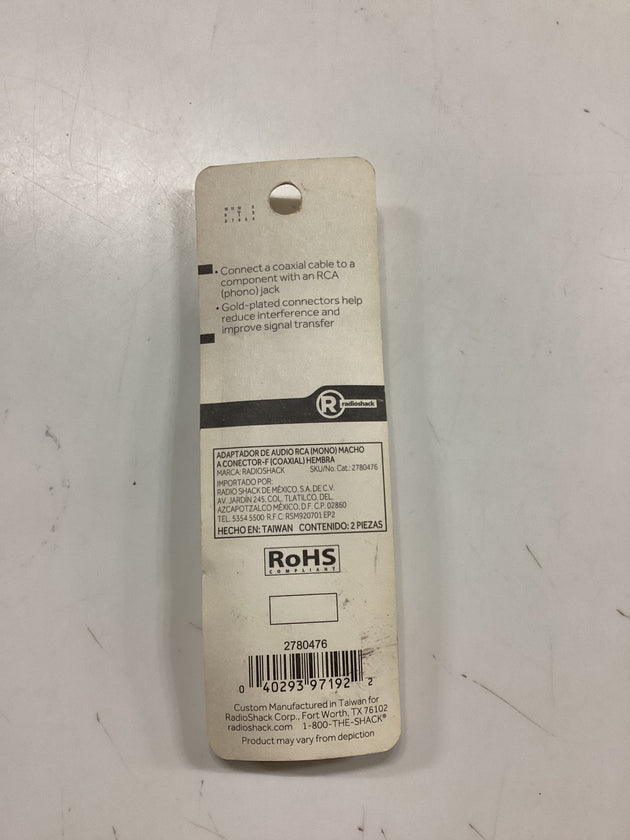 • Connect a coaxial cable to a
component with an RCA
(phono) jack
• Gold-plated connectors help
reduce interference and
improve signal transfer
R radioshack
ADAPTADOR DE AUDIO RCA (MONO) MACHO
A CONECTOR-F (COAXIAL) HEMBRA
MARCA: RADIOSHACK SKU/No. Cat.: 2780476
IMPORTADO POR:
RADIO SHACK DE MÉXICO, S.A. DE C.V.
AV. JARDÍN 245, COL. TLATILCO, DEL.
AZCAPOTZALCO MÉXICO, D.F. C.P. 02860
TEL. 5354 5500 R.F.C. RSM920701 EP2
HECHO EN: TAIWAN CONTENIDO: 2 PIEZAS
RoHS
COMPLIANT
2780476
0 40293 97192 2
Custom Manufactured in Taiwan for
RadioShack Corp., Fort Worth, TX 76102
radioshack.com 1-800-THE-SHACK®
Product may vary from depiction